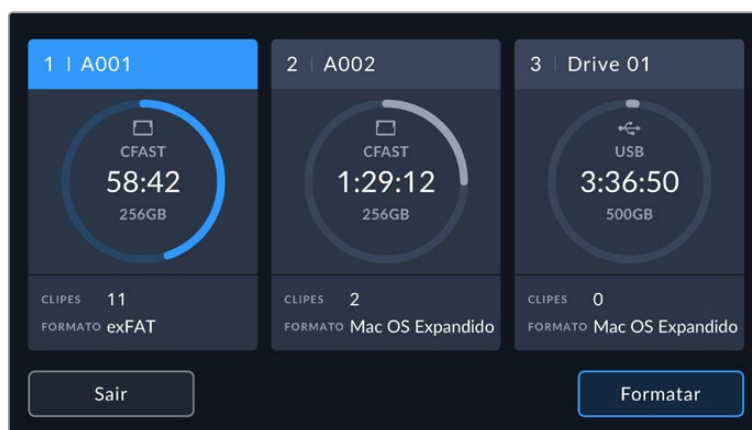 1 | A001
CFAST
58:42
256GB
CLIPES 11
FORMATO exFAT
2 | A002
CFAST
1:29:12
256GB
CLIPES 2
FORMATO Mac OS Expandido
3 | Drive 01
USB
3:36:50
500GB
CLIPES 0
FORMATO Mac OS Expandido
Sair
Formatar